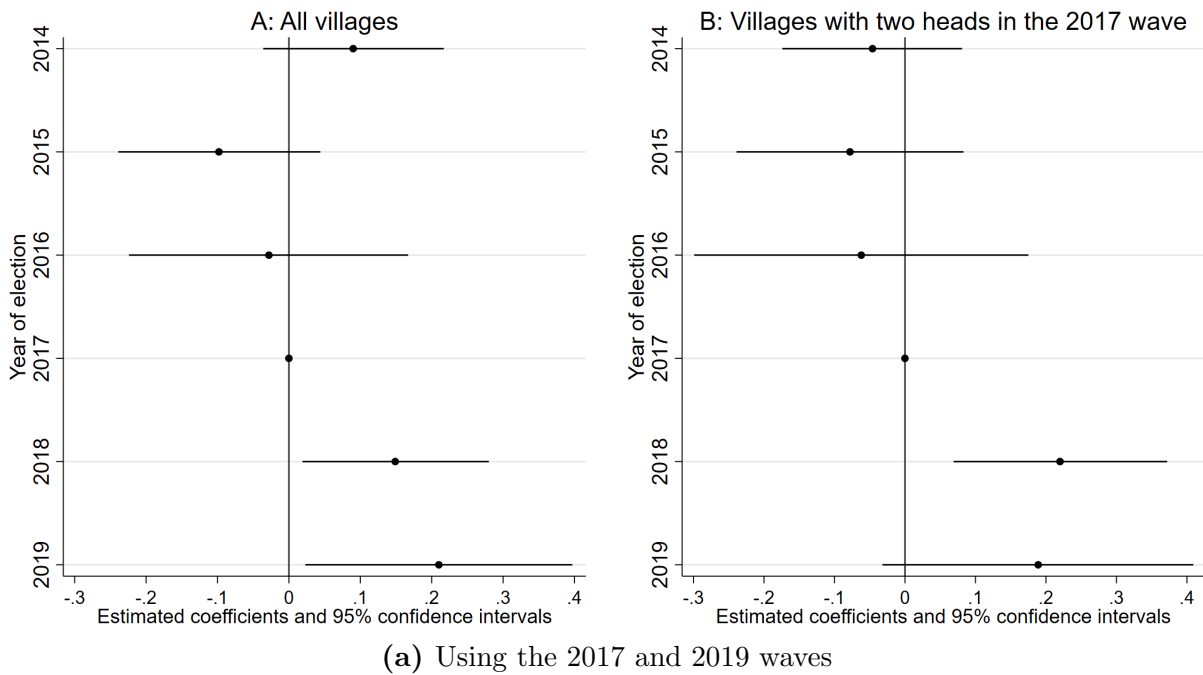 A: All villages
Year of election
2014
2015
2016
2017
2018
2019
-.3 -.2 -.1 0 .1 .2 .3 .4
Estimated coefficients and 95% confidence intervals
B: Villages with two heads in the 2017 wave
Year of election
2014
2015
2016
2017
2018
2019
-.3 -.2 -.1 0 .1 .2 .3 .4
Estimated coefficients and 95% confidence intervals
(a) Using the 2017 and 2019 waves